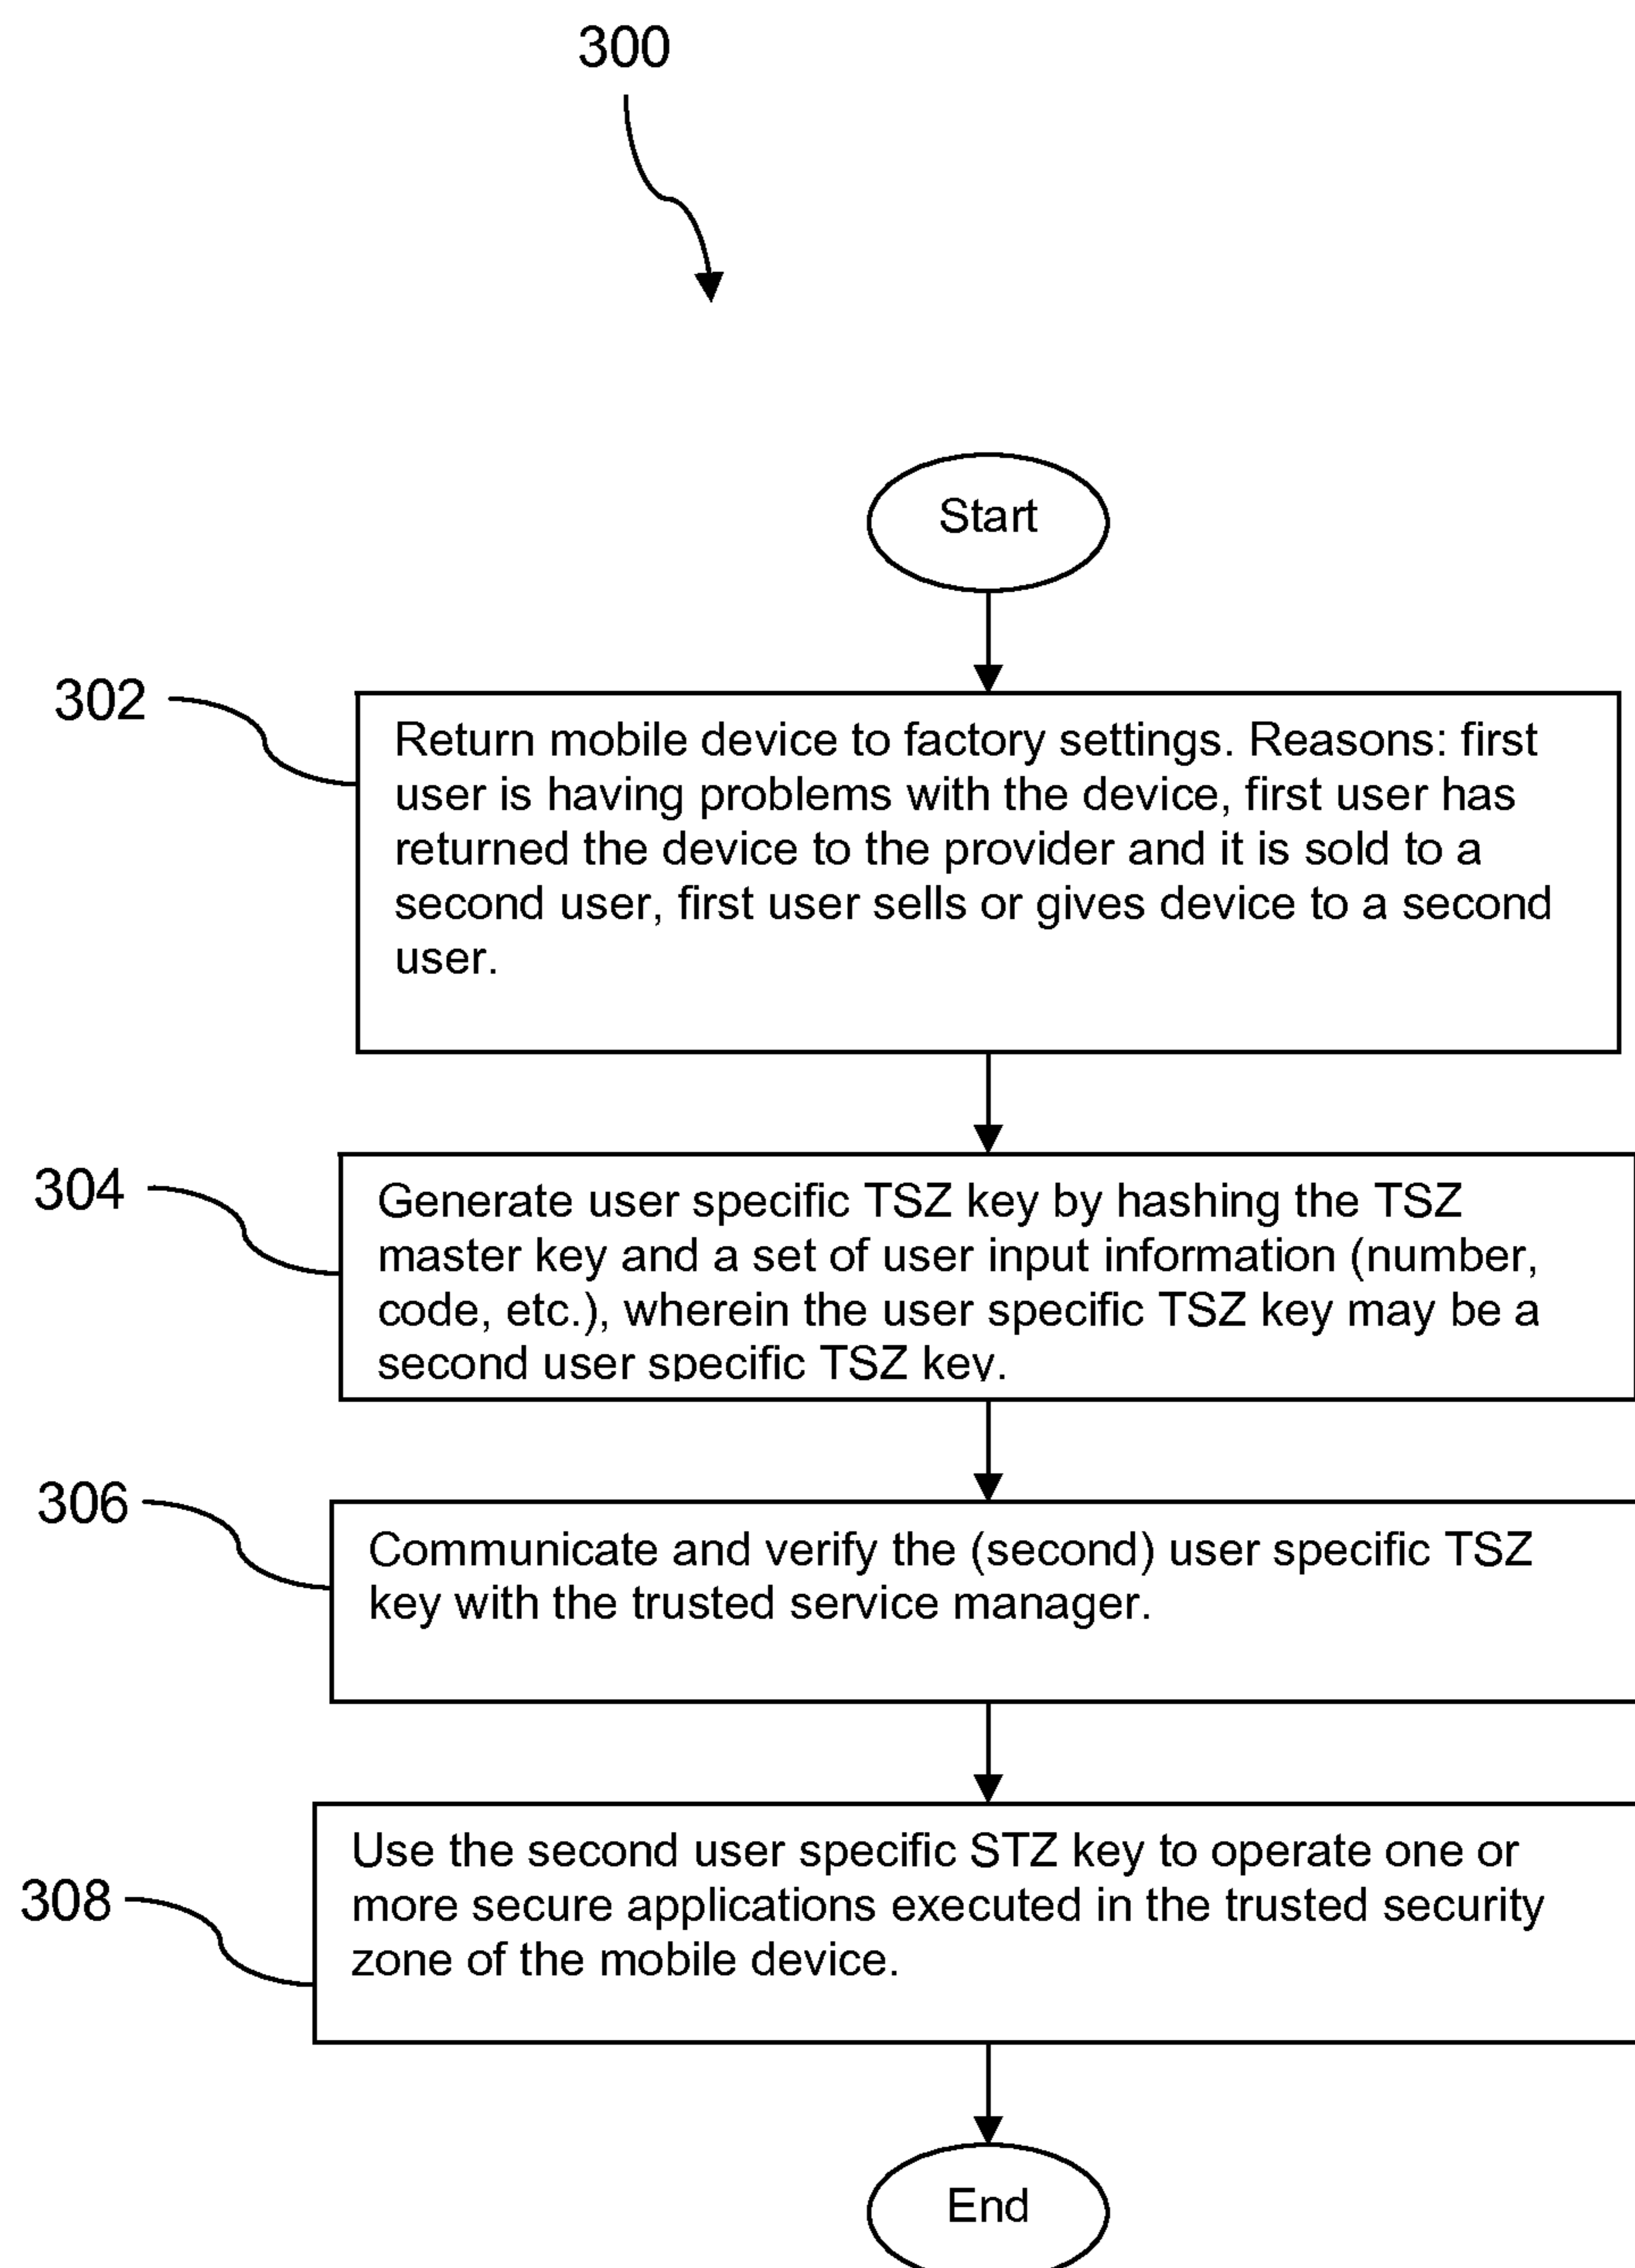 300
Start
302
Return mobile device to factory settings. Reasons: first
user is having problems with the device, first user has
returned the device to the provider and it is sold to a
second user, first user sells or gives device to a second
user.
304
Generate user specific TSZ key by hashing the TSZ
master key and a set of user input information (number,
code, etc.), wherein the user specific TSZ key may be a
second user specific TSZ key.
306
Communicate and verify the (second) user specific TSZ
key with the trusted service manager.
308
Use the second user specific STZ key to operate one or
more secure applications executed in the trusted security
zone of the mobile device.
End